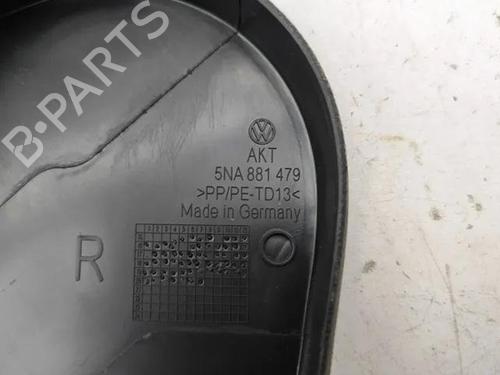 B-PARTS
AKT
5NA 881 479
>PP/PE-TD13<
Made in Germany
R